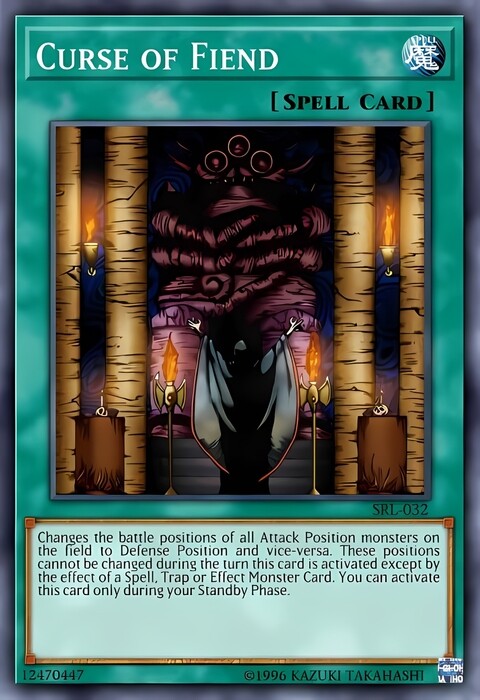 CURSE OF FIEND
魔
[ SPELL CARD ]
SRL-032
Changes the battle positions of all Attack Position monsters on
the field to Defense Position and vice-versa. These positions
cannot be changed during the turn this card is activated except by
the effect of a Spell, Trap or Effect Monster Card. You can activate
this card only during your Standby Phase.
12470447
©1996 KAZUKI TAKAHASHI